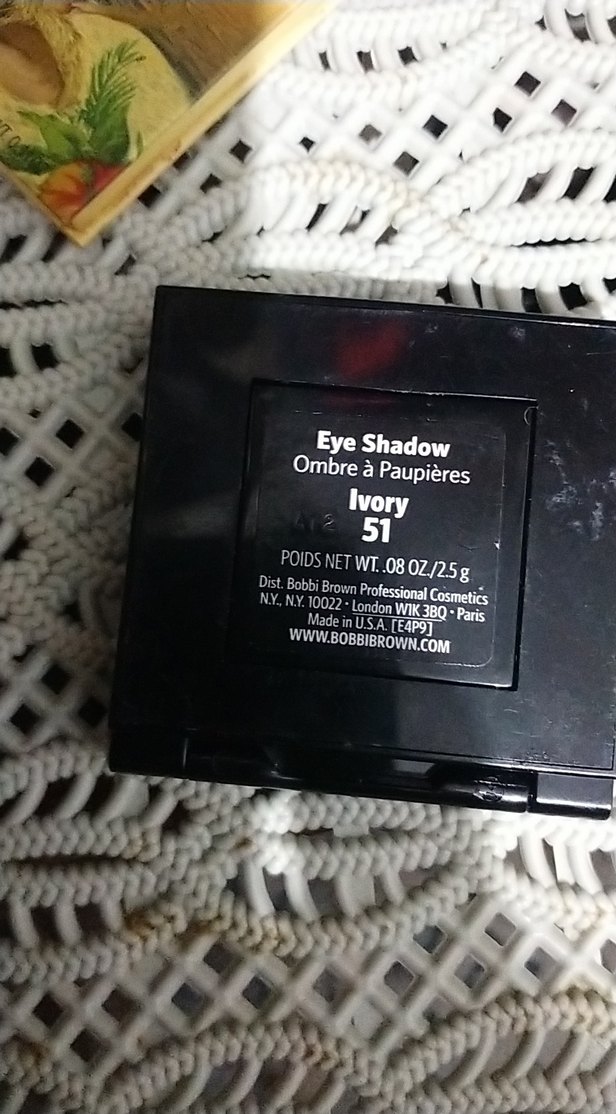 Eye Shadow
Ombre à Paupières
Ivory
51
POIDS NET WT. .08 OZ./2.5 g
Dist. Bobbi Brown Professional Cosmetics
N.Y., N.Y. 10022 • London W1K 3BQ • Paris
Made in U.S.A. [E4P9]
WWW.BOBBIBROWN.COM